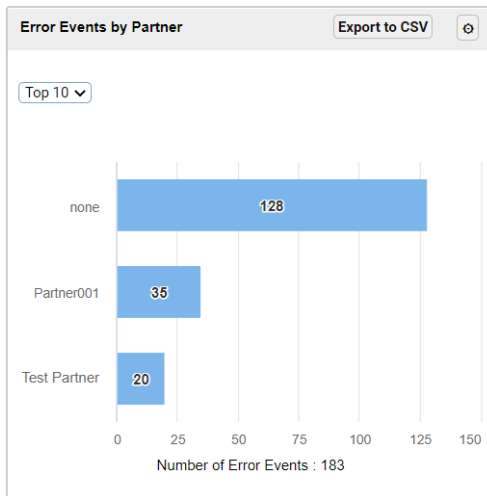 Error Events by Partner Export to CSV
Top 10
none 128
Partner001 35
Test Partner 20
0 25 50 75 100 125 150
Number of Error Events : 183